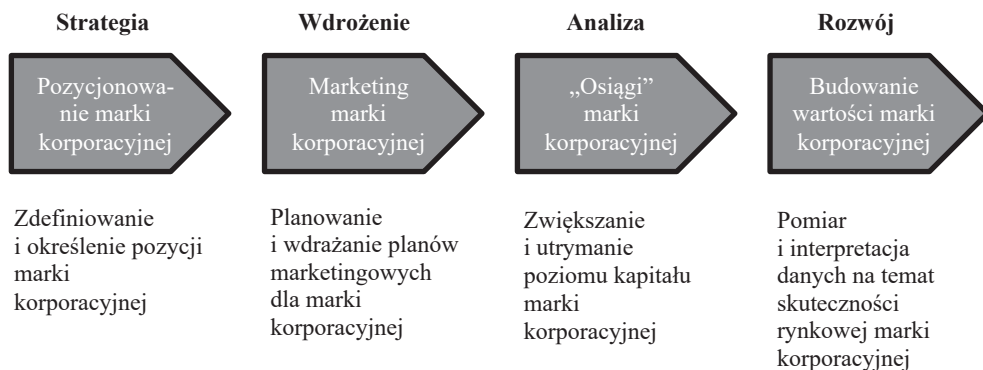 Strategia
Pozycjonowa-
nie marki
korporacyjnej
Zdefiniowanie
i określenie pozycji
marki
korporacyjnej
Wdrożenie
Marketing
marki
korporacyjnej
Planowanie
i wdrażanie planów
marketingowych
dla marki
korporacyjnej
Analiza
„Osiągi”
marki
korporacyjnej
Zwiększanie
i utrymanie
poziomu kapitału
marki
korporacyjnej
Rozwój
Budowanie
wartości marki
korporacyjnej
Pomiar
i interpretacja
danych na temat
skuteczności
rynkowej marki
korporacyjnej